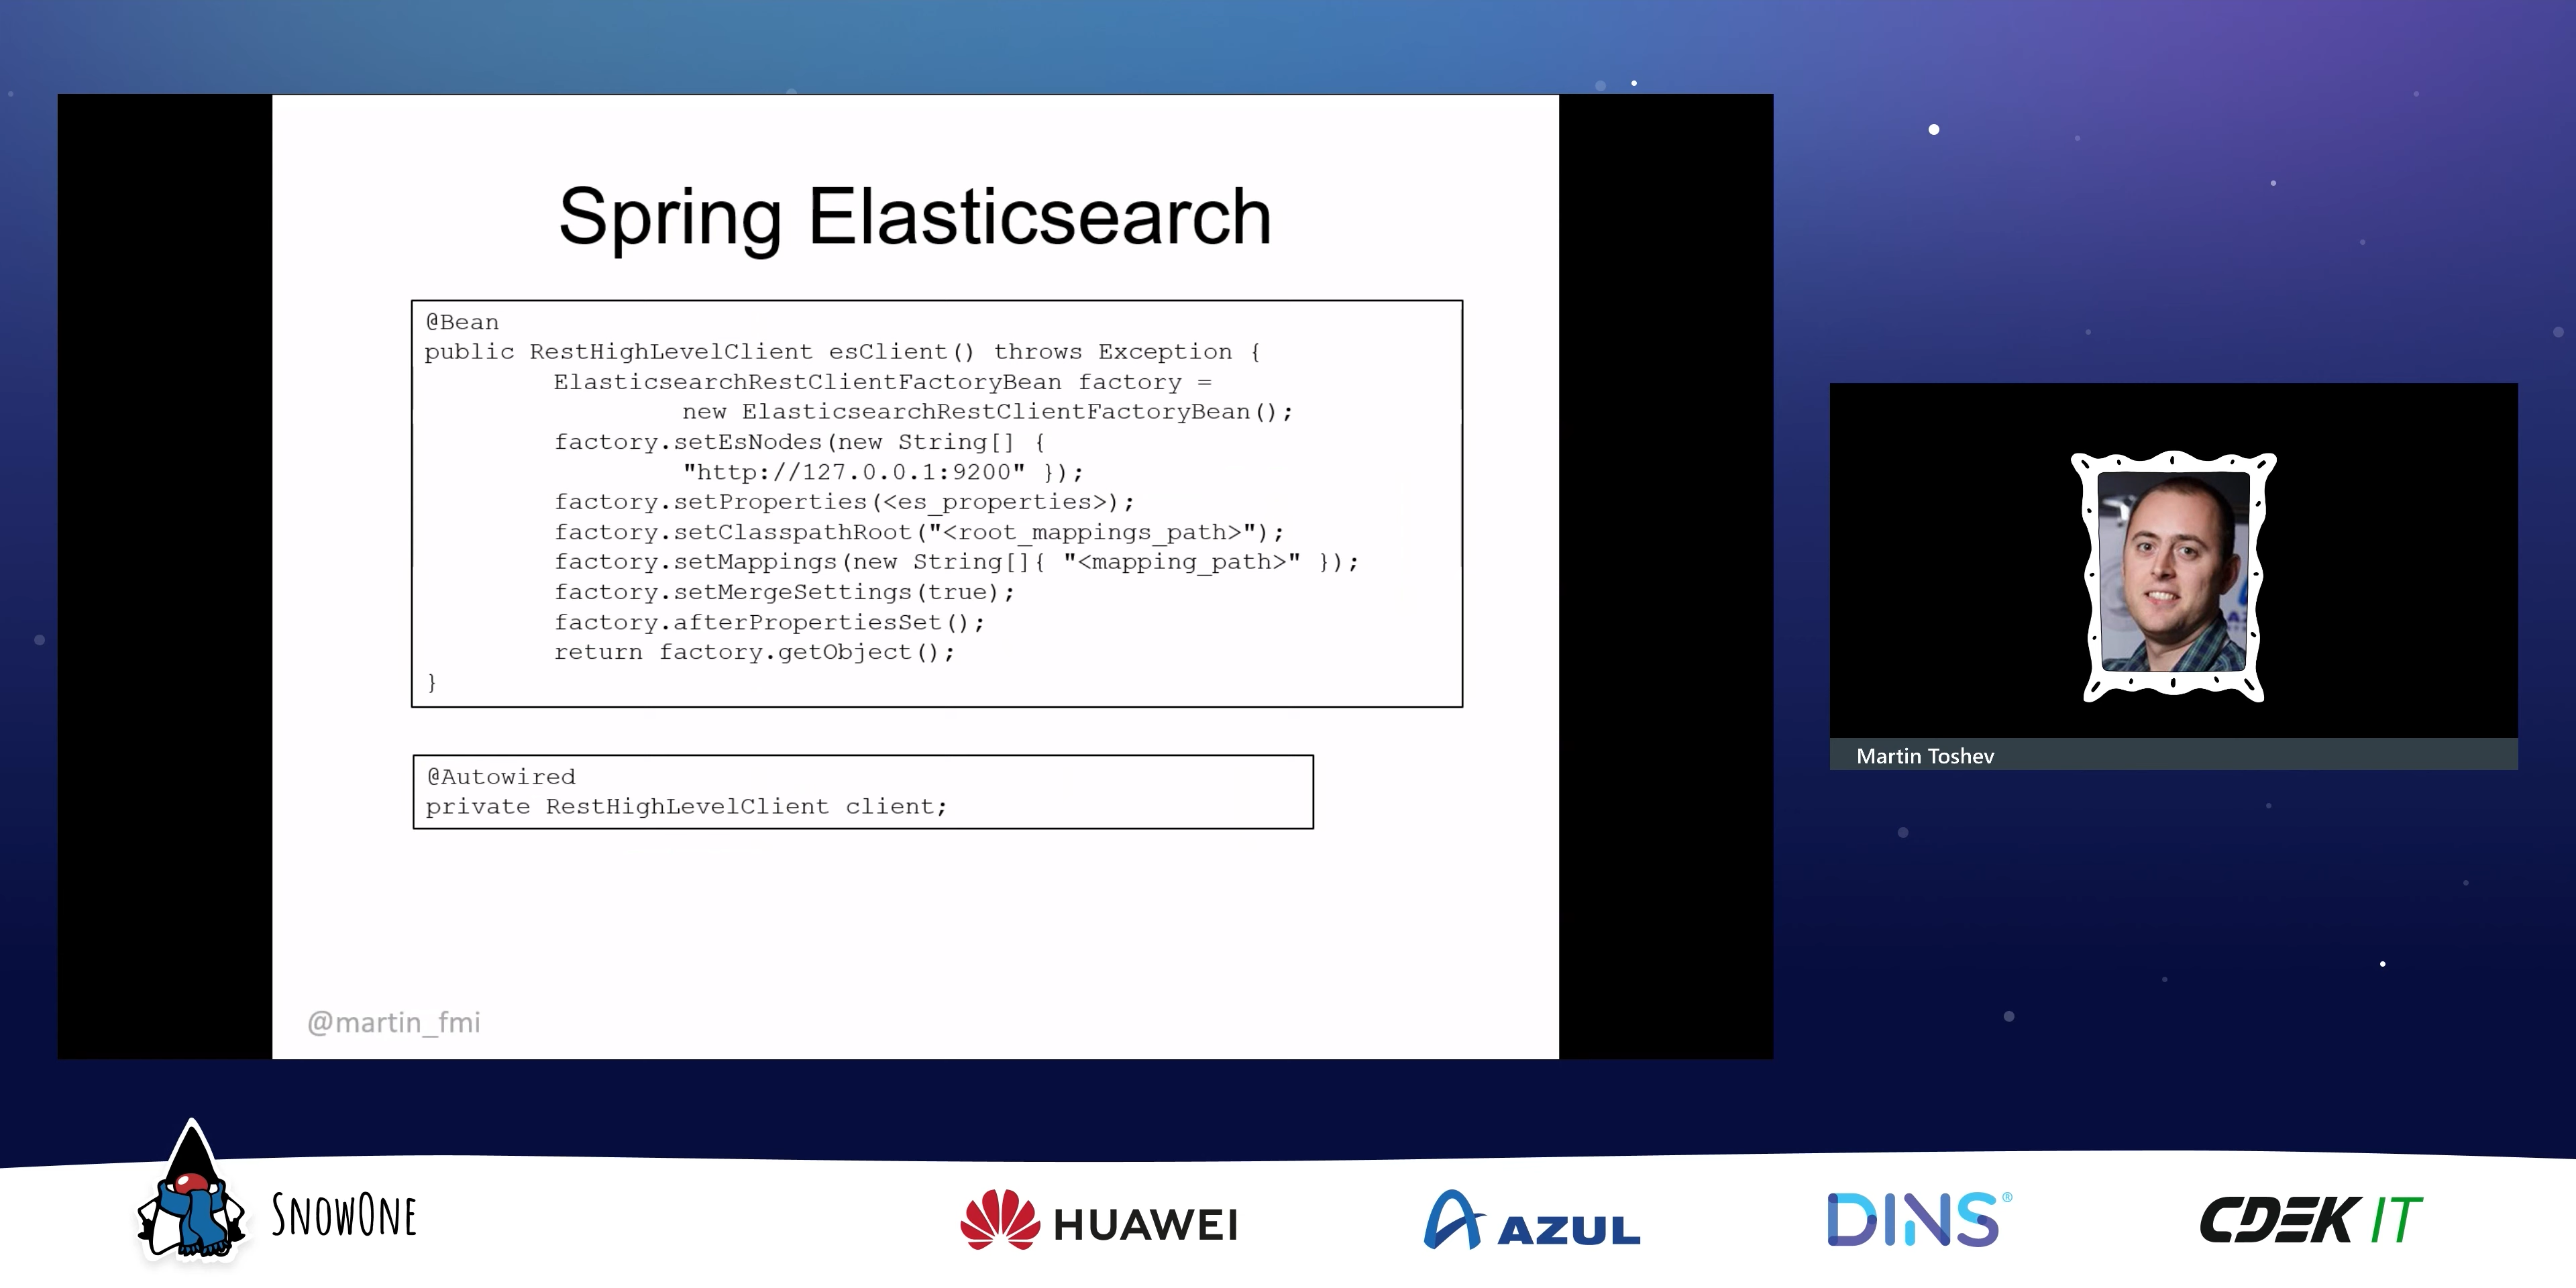 Spring Elasticsearch
@Bean
public RestHighLevelClient esClient() throws Exception {
ElasticsearchRestClientFactoryBean factory =
new ElasticsearchRestClientFactoryBean();
factory.setEsNodes(new String[] {
"http://127.0.0.1:9200" });
factory.setProperties(<es_properties>);
factory.setClasspathRoot("<root_mappings_path>");
factory.setMappings(new String[]{ "<mapping_path>" });
factory.setMergeSettings(true);
factory.afterPropertiesSet();
return factory.getObject();
}
@Autowired
private RestHighLevelClient client;
@martin_fmi
Martin Toshev
SNOWONE
HUAWEI
AZUL
DINS®
CDEK IT